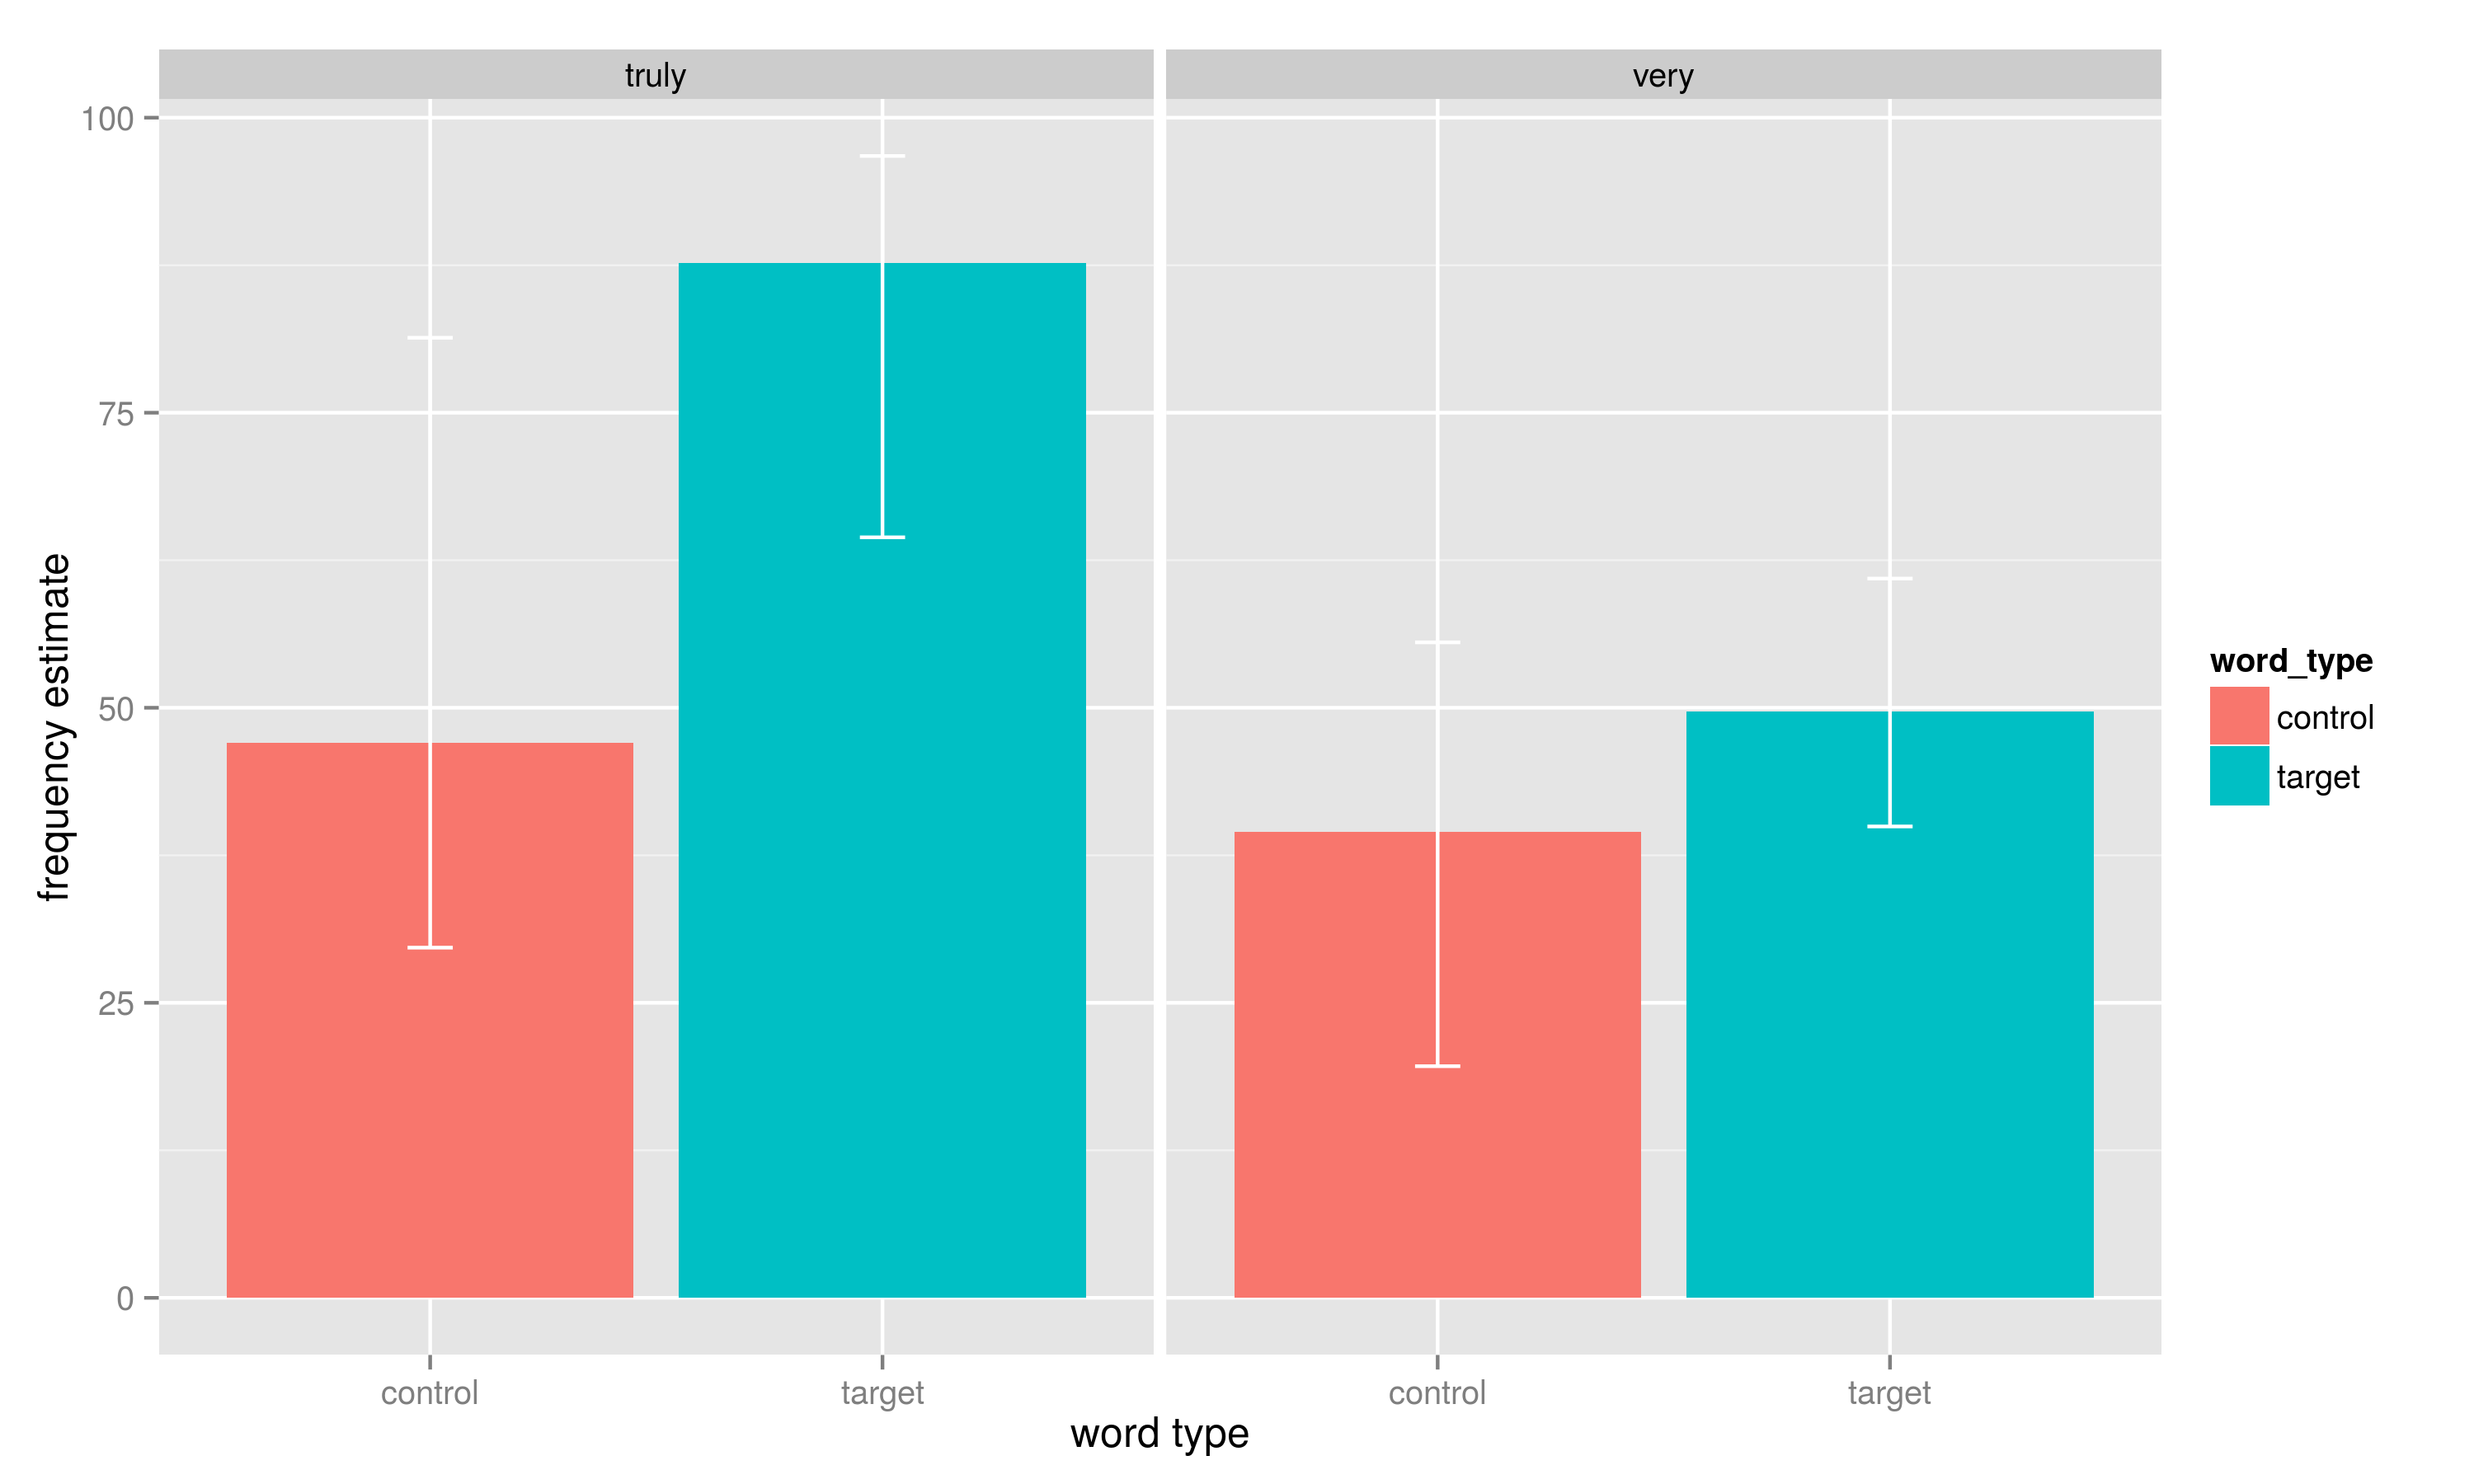 truly
very
100
75
50
25
0
frequency estimate
control
target
control
target
word type
word_type
control
target